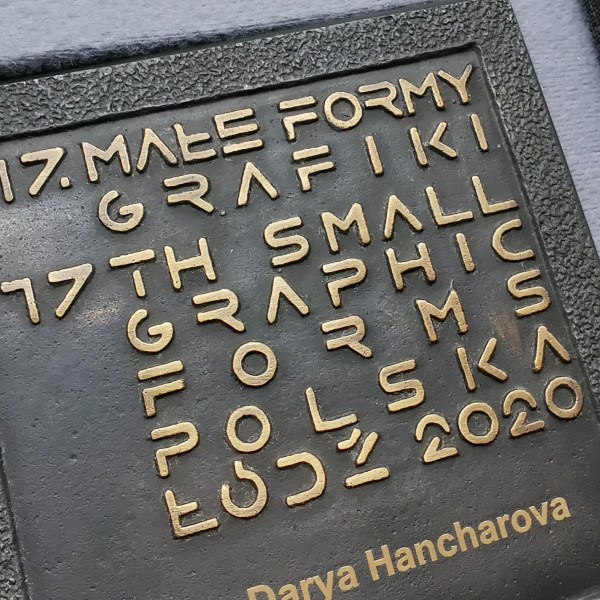 17. MAŁE FORMY
GRAFIKI
17TH SMALL
GRAPHIC
FORMS
POLSKA
ŁÓDŹ 2020
Darya Hancharova